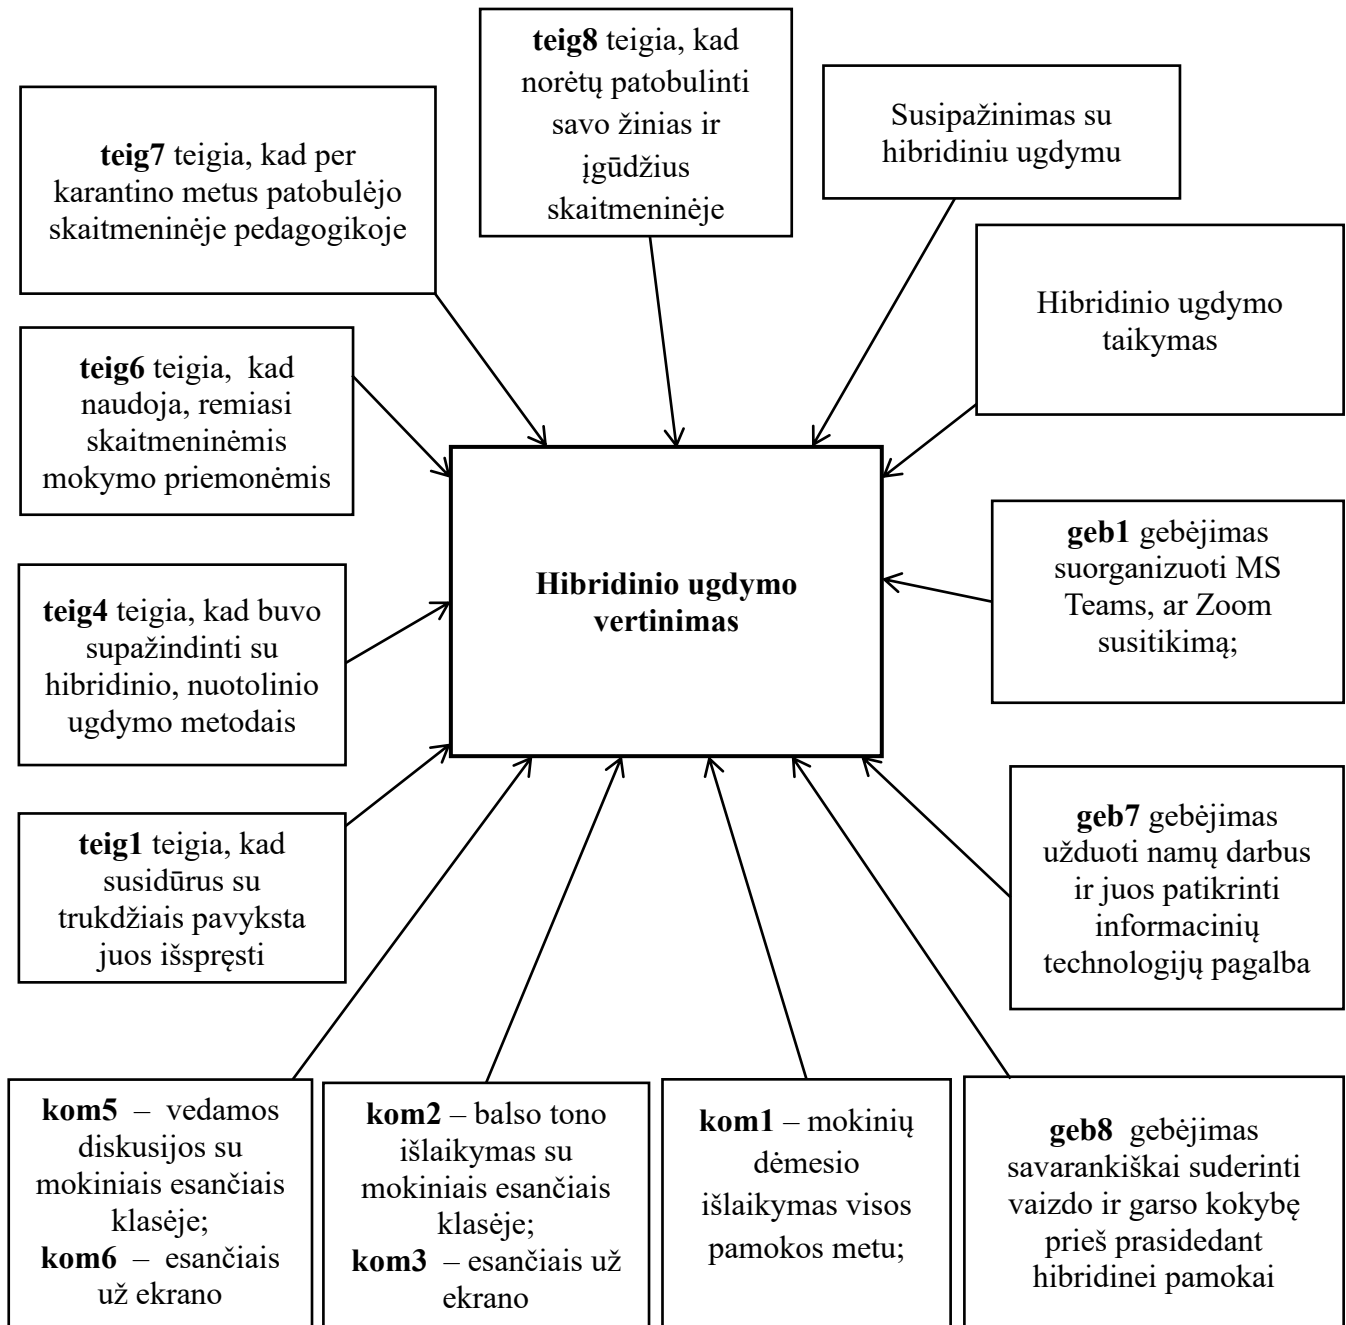 teig8 teigia, kad
norėtų patobulinti
savo žinias ir
įgūdžius
skaitmeninėje
Susipažinimas su
hibridiniu ugdymu
teig7 teigia, kad per
karantino metus patobulėjo
skaitmeninėje pedagogikoje
Hibridinio ugdymo
taikymas
teig6 teigia, kad
naudoja, remiasi
skaitmeninėmis
mokymo priemonėmis
geb1 gebėjimas
suorganizuoti MS
Teams, ar Zoom
susitikimą;
Hibridinio ugdymo
vertinimas
teig4 teigia, kad buvo
supažindinti su
hibridinio, nuotolinio
ugdymo metodais
geb7 gebėjimas
užduoti namų darbus
ir juos patikrinti
informacinių
technologijų pagalba
teig1 teigia, kad
susidūrus su
trukdžiais pavyksta
juos išspręsti
kom5 – vedamos
diskusijos su
mokiniais esančiais
klasėje;
kom6 – esančiais
už ekrano
kom2 – balso tono
išlaikymas su
mokiniais esančiais
klasėje;
kom3 – esančiais už
ekrano
kom1 – mokinių
dėmesio
išlaikymas visos
pamokos metu;
geb8 gebėjimas
savarankiškai suderinti
vaizdo ir garso kokybę
prieš prasidedant
hibridinei pamokai